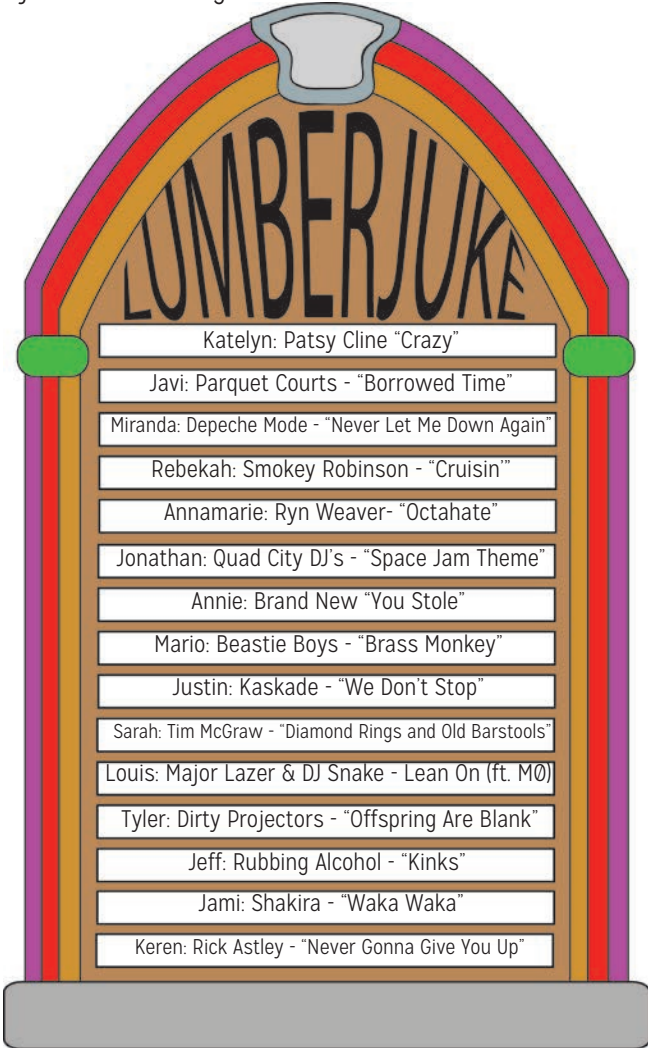 LUMBERJUKE
Katelyn: Patsy Cline “Crazy”
Javi: Parquet Courts - “Borrowed Time”
Miranda: Depeche Mode - “Never Let Me Down Again”
Rebekah: Smokey Robinson - “Cruisin’”
Annamarie: Ryn Weaver- “Octahate”
Jonathan: Quad City DJ's - “Space Jam Theme”
Annie: Brand New “You Stole”
Mario: Beastie Boys - “Brass Monkey”
Justin: Kaskade - “We Don't Stop”
Sarah: Tim McGraw - “Diamond Rings and Old Barstools”
Louis: Major Lazer & DJ Snake - Lean On (ft. MØ)
Tyler: Dirty Projectors - “Offspring Are Blank”
Jeff: Rubbing Alcohol - “Kinks”
Jami: Shakira - “Waka Waka”
Keren: Rick Astley - “Never Gonna Give You Up”